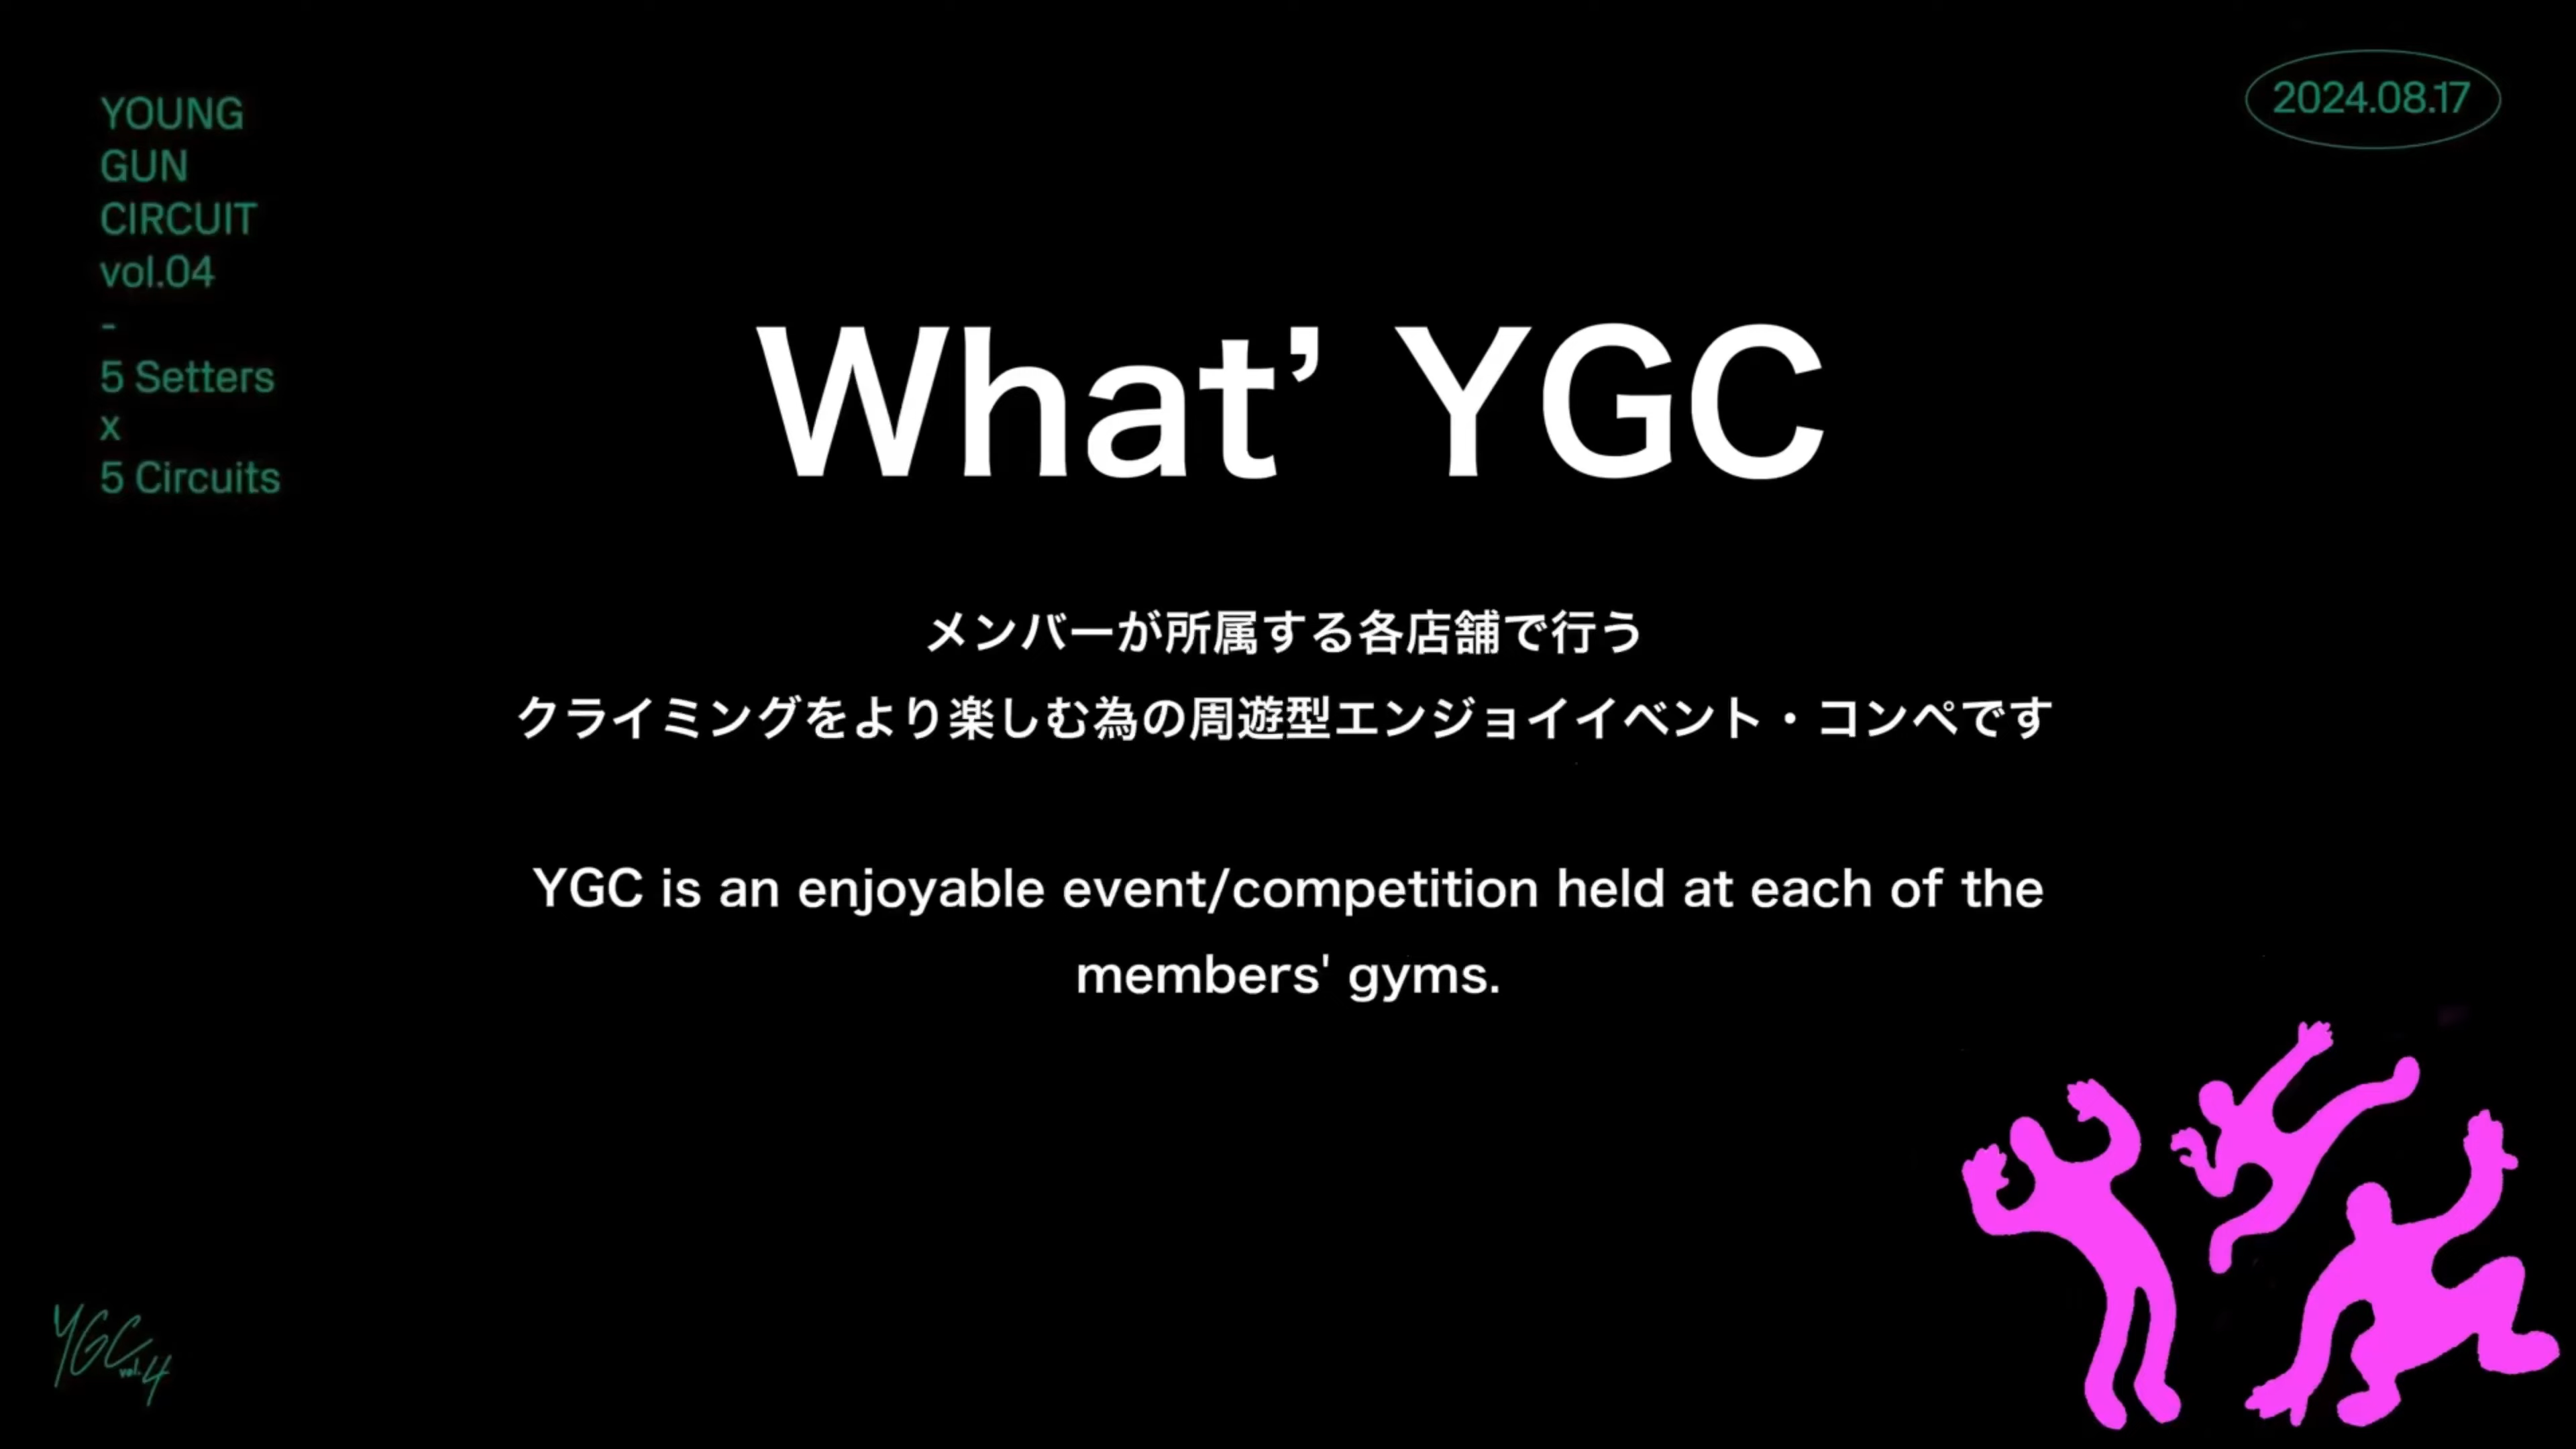 YOUNG
GUN
CIRCUIT
vol.04
-
5 Setters
x
5 Circuits
2024.08.17
What’ YGC
メンバーが所属する各店舗で行う
クライミングをより楽しむ為の周遊型エンジョイイベント・コンペです
YGC is an enjoyable event/competition held at each of the
members' gyms.
YGC vol.4